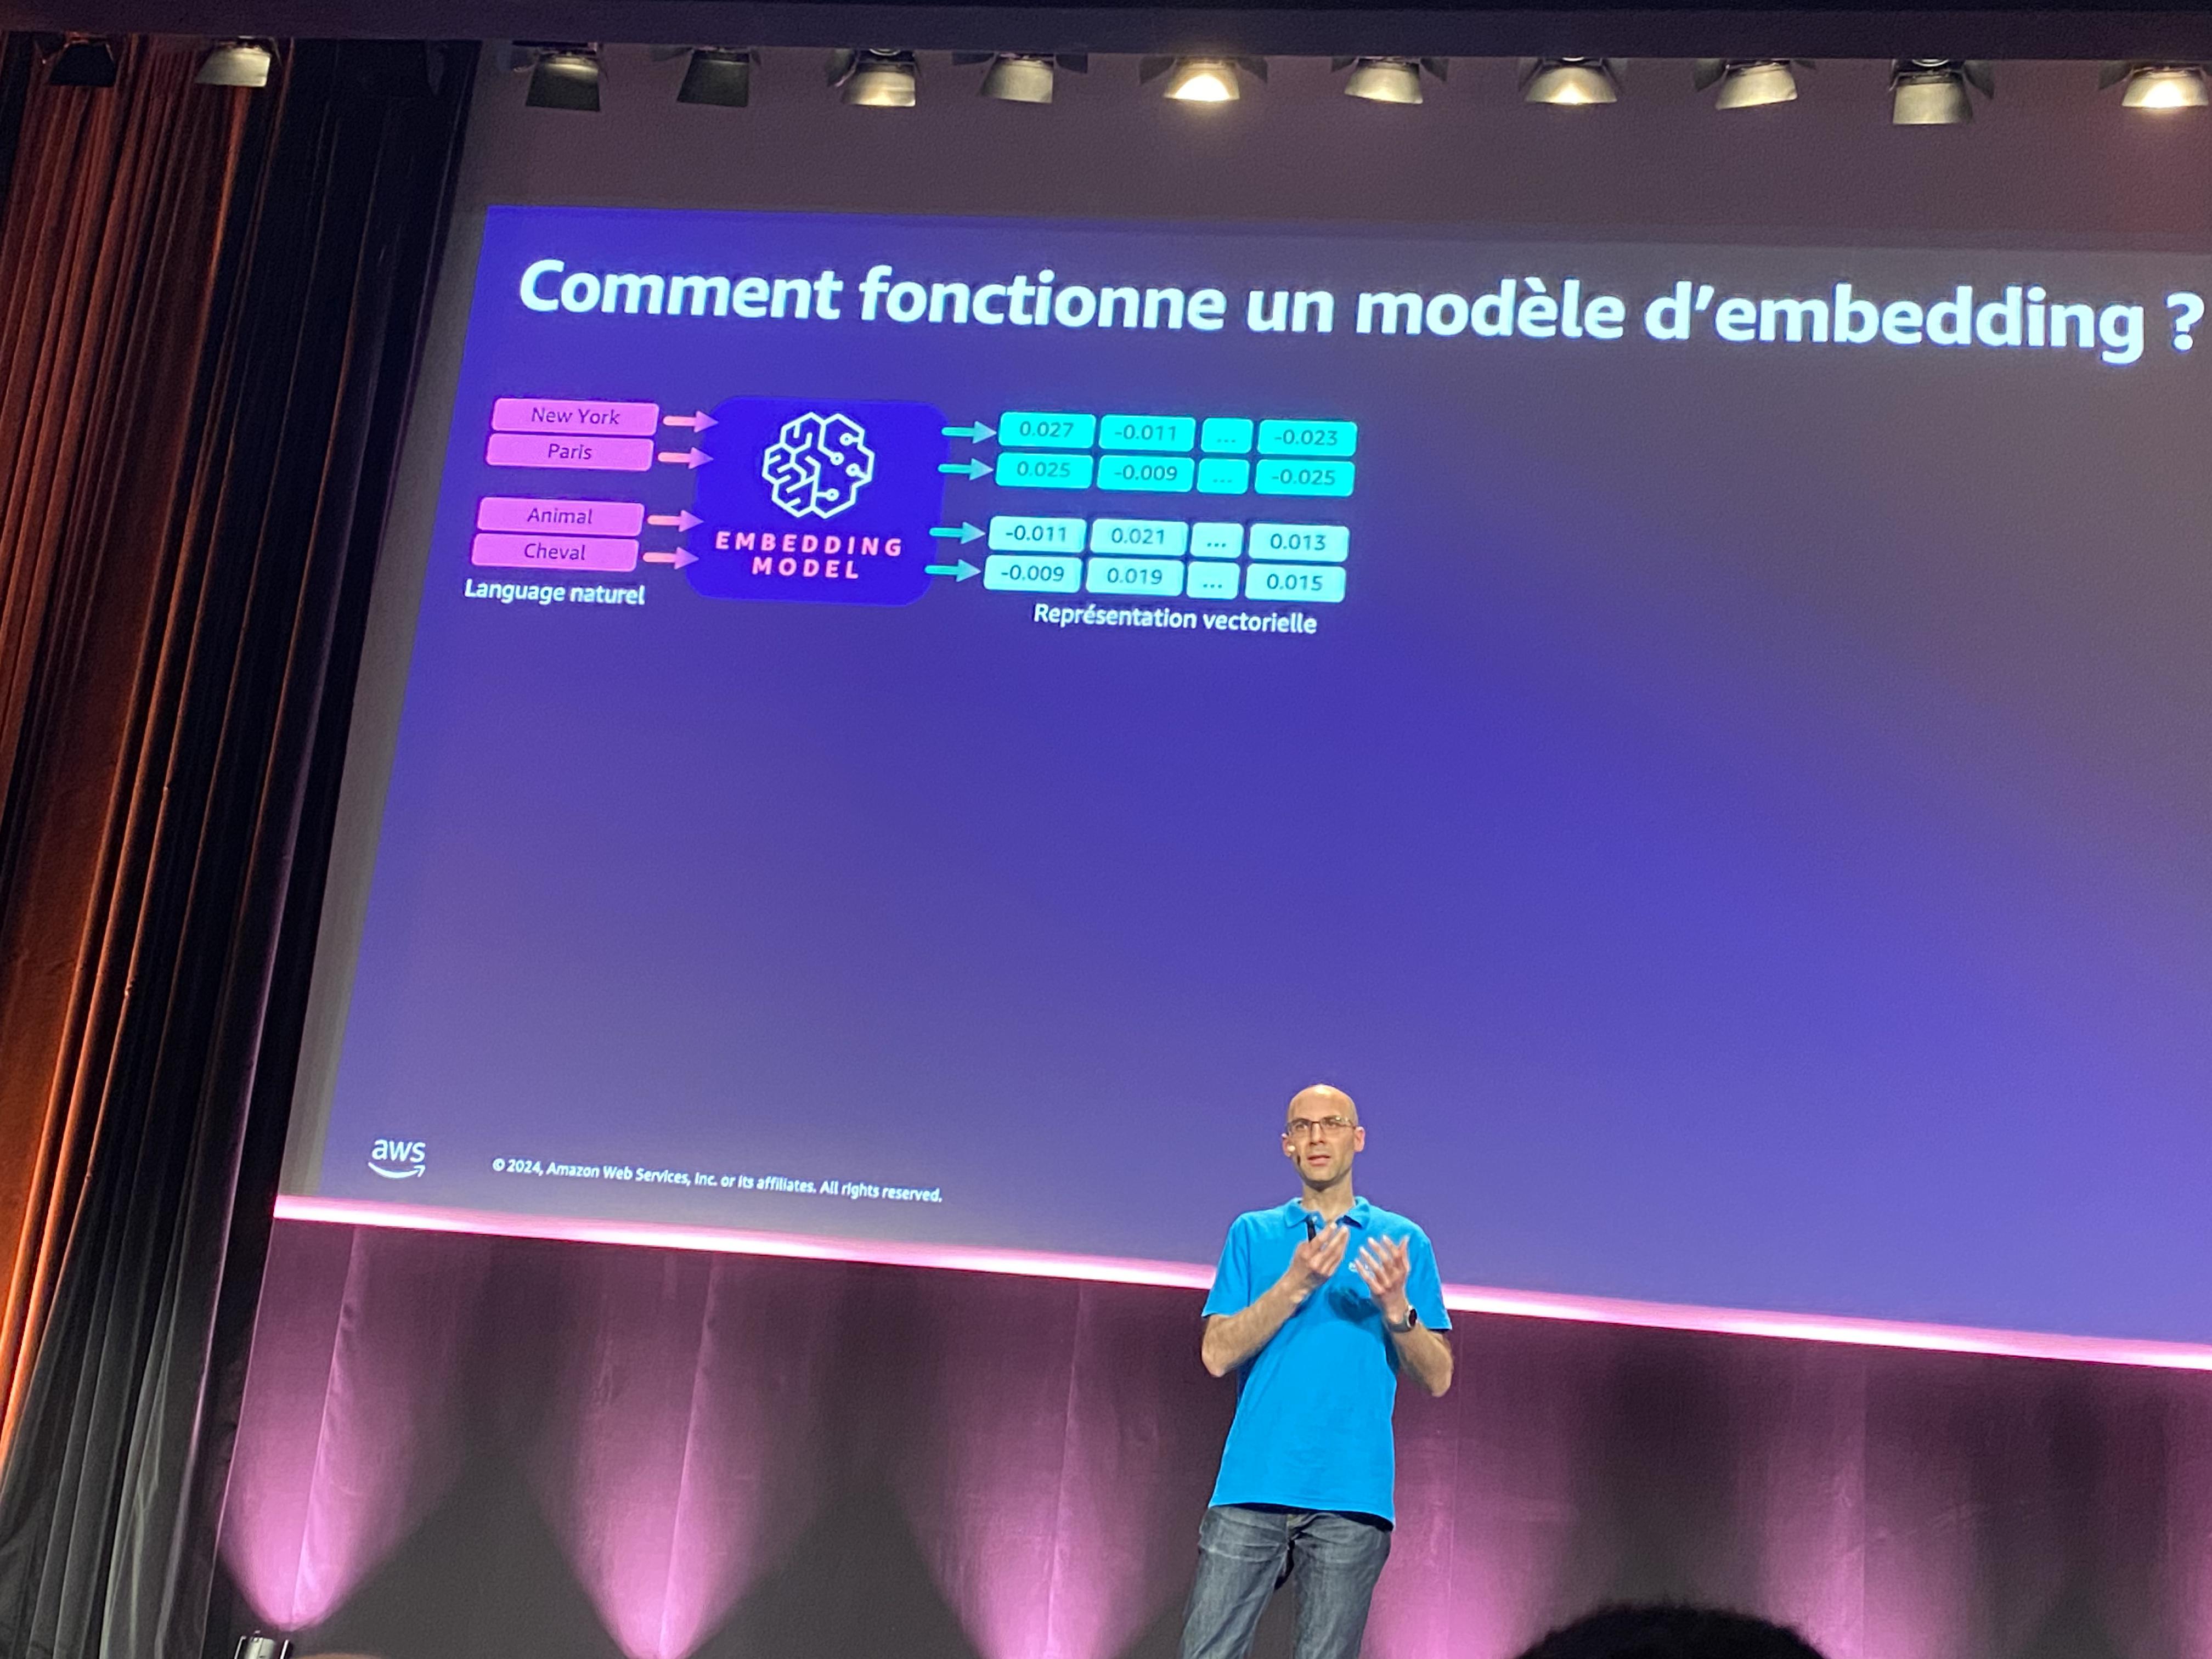 Comment fonctionne un modèle d'embedding ?
New York
Paris
Animal
Cheval
Language naturel
EMBEDDING
MODEL
0.027 -0.011 ... -0.023
0.025 -0.009 ... -0.025
-0.011 0.021 ... 0.013
-0.009 0.019 ... 0.015
Représentation vectorielle
aws
© 2024, Amazon Web Services, Inc. or its affiliates. All rights reserved.